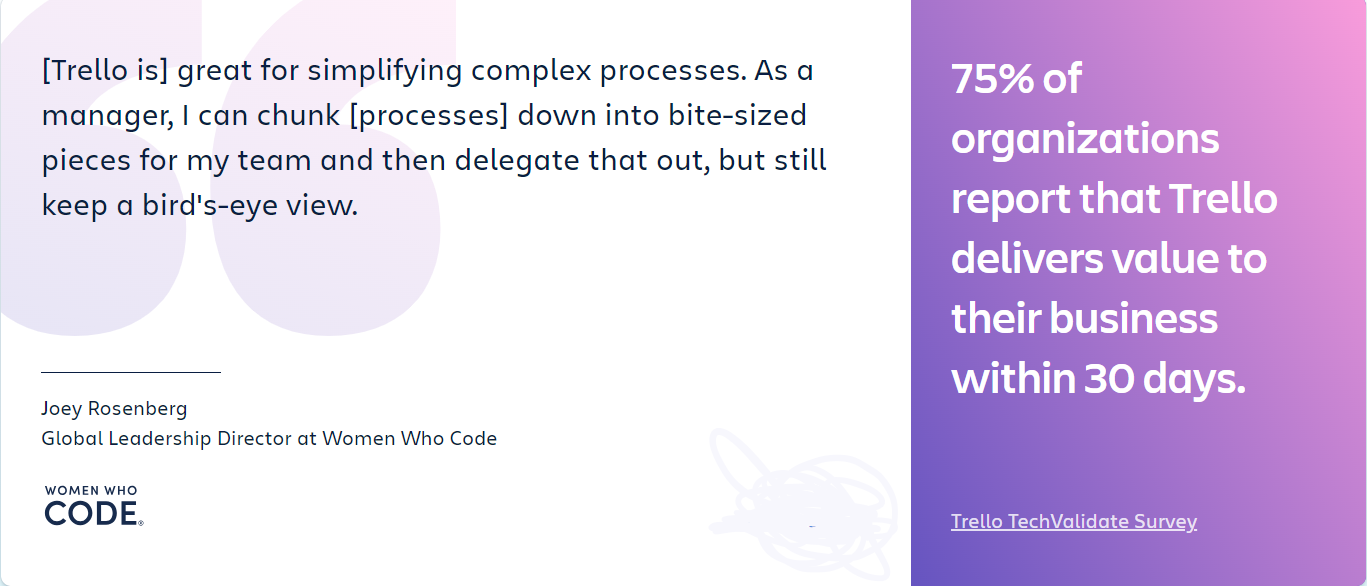 [Trello is] great for simplifying complex processes. As a
manager, I can chunk [processes] down into bite-sized
pieces for my team and then delegate that out, but still
keep a bird's-eye view.
Joey Rosenberg
Global Leadership Director at Women Who Code
WOMEN WHO
CODE®
75% of
organizations
report that Trello
delivers value to
their business
within 30 days.
Trello TechValidate Survey